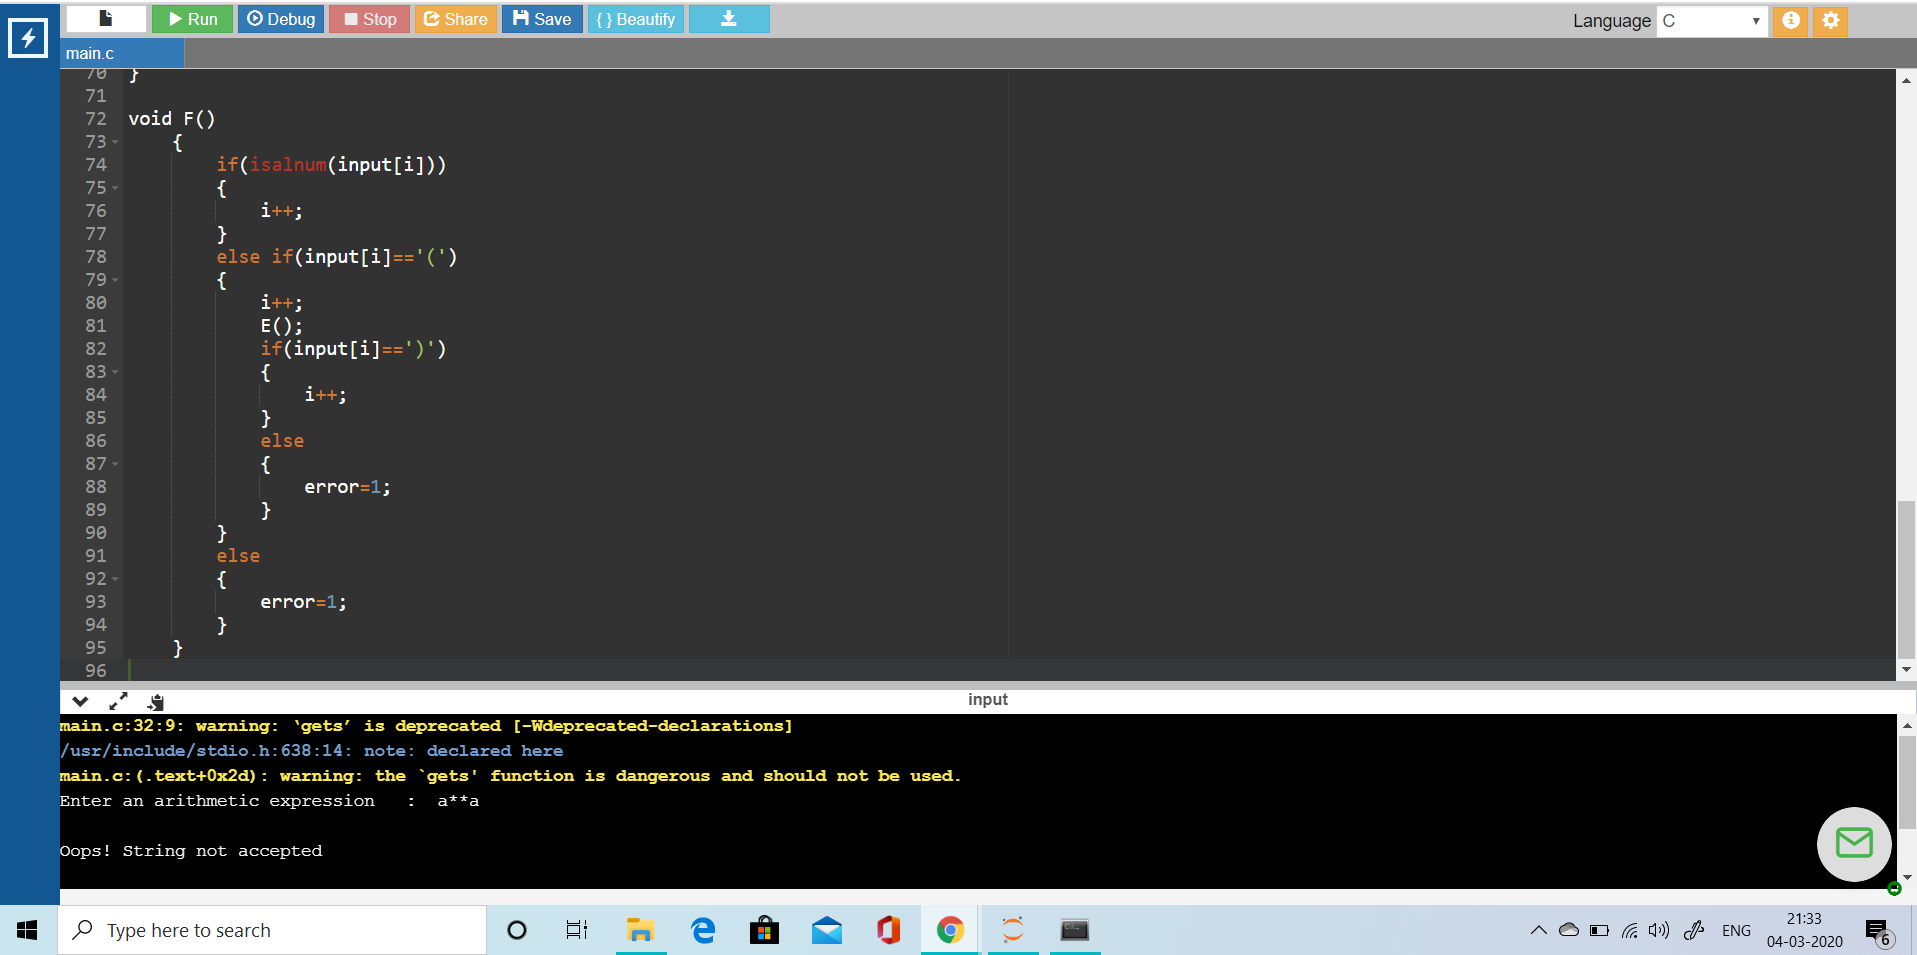 Run Debug Stop Share Save { } Beautify Language C
main.c
70 }
71
72 void F()
73 {
74 if(isalnum(input[i]))
75 {
76 i++;
77 }
78 else if(input[i]=='(')
79 {
80 i++;
81 E();
82 if(input[i]==')')
83 {
84 i++;
85 }
86 else
87 {
88 error=1;
89 }
90 }
91 else
92 {
93 error=1;
94 }
95 }
96
input
main.c:32:9: warning: ‘gets’ is deprecated [-Wdeprecated-declarations]
/usr/include/stdio.h:638:14: note: declared here
main.c:(.text+0x2d): warning: the `gets' function is dangerous and should not be used.
Enter an arithmetic expression : a**a
Oops! String not accepted
Type here to search ENG 21:33
04-03-2020 6